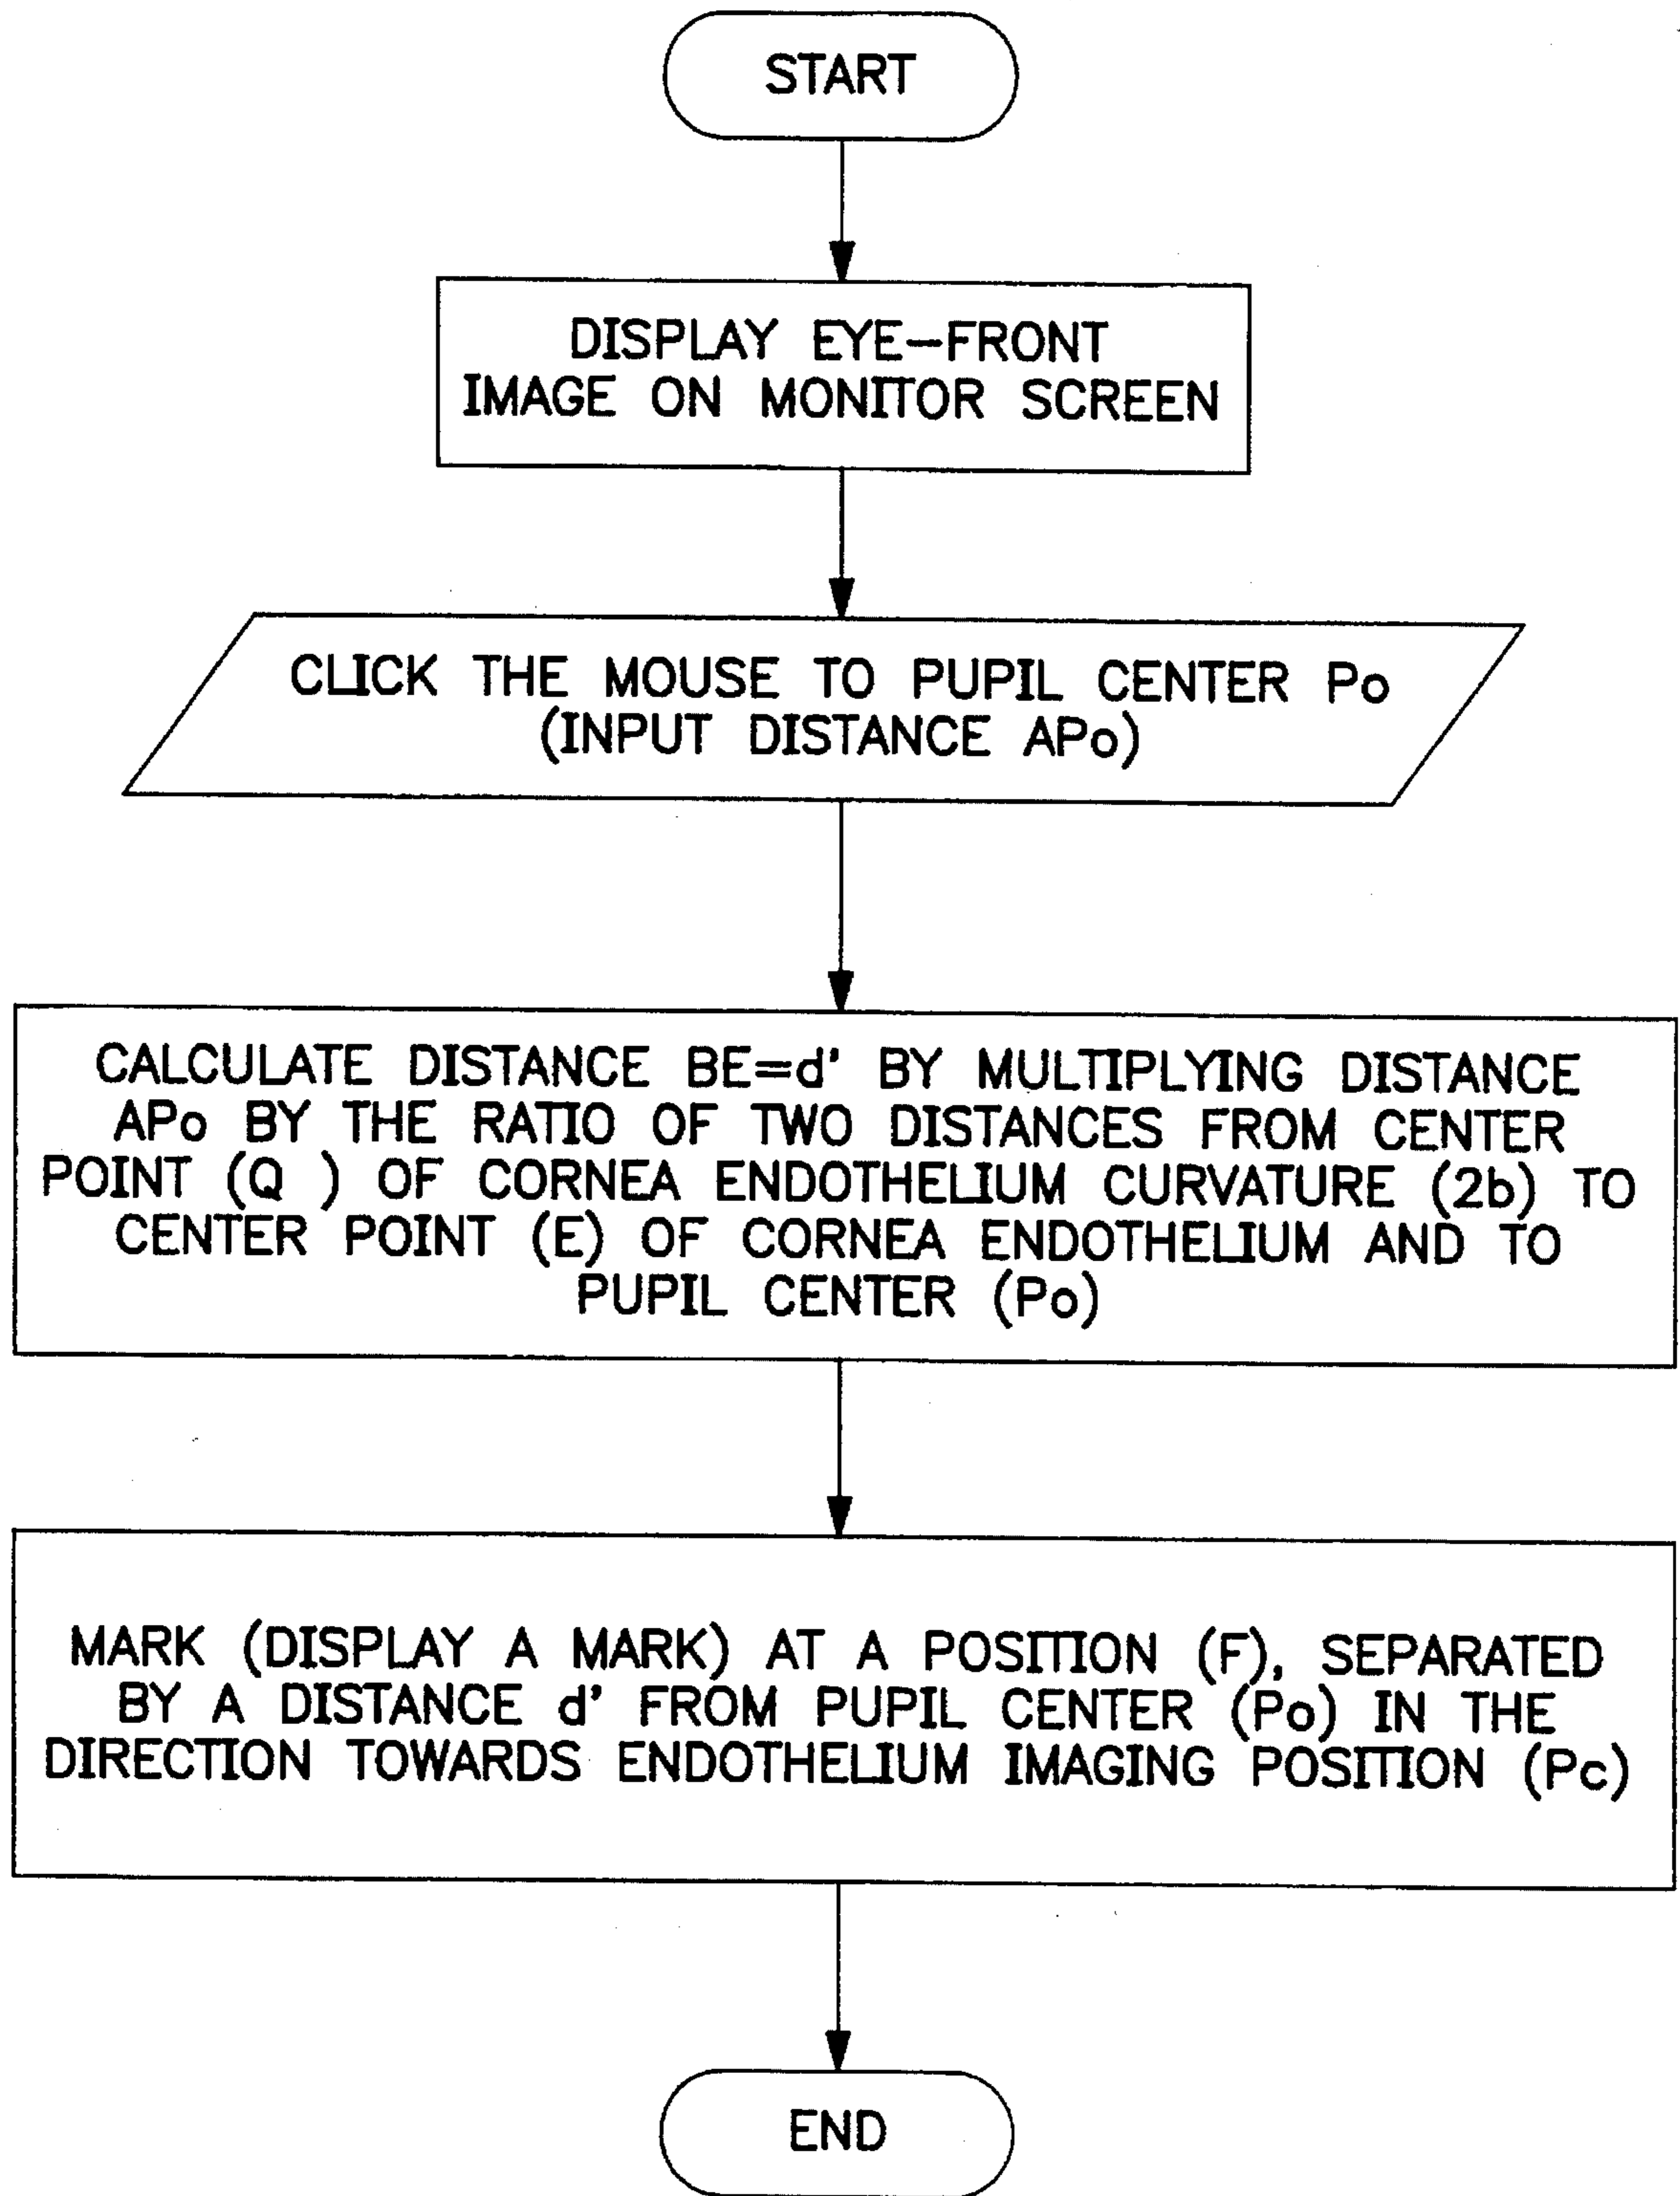 START
DISPLAY EYE–FRONT
IMAGE ON MONITOR SCREEN
CLICK THE MOUSE TO PUPIL CENTER Po
(INPUT DISTANCE APo)
CALCULATE DISTANCE BE=d' BY MULTIPLYING DISTANCE
APo BY THE RATIO OF TWO DISTANCES FROM CENTER
POINT (Q ) OF CORNEA ENDOTHELIUM CURVATURE (2b) TO
CENTER POINT (E) OF CORNEA ENDOTHELIUM AND TO
PUPIL CENTER (Po)
MARK (DISPLAY A MARK) AT A POSITION (F), SEPARATED
BY A DISTANCE d' FROM PUPIL CENTER (Po) IN THE
DIRECTION TOWARDS ENDOTHELIUM IMAGING POSITION (Pc)
END